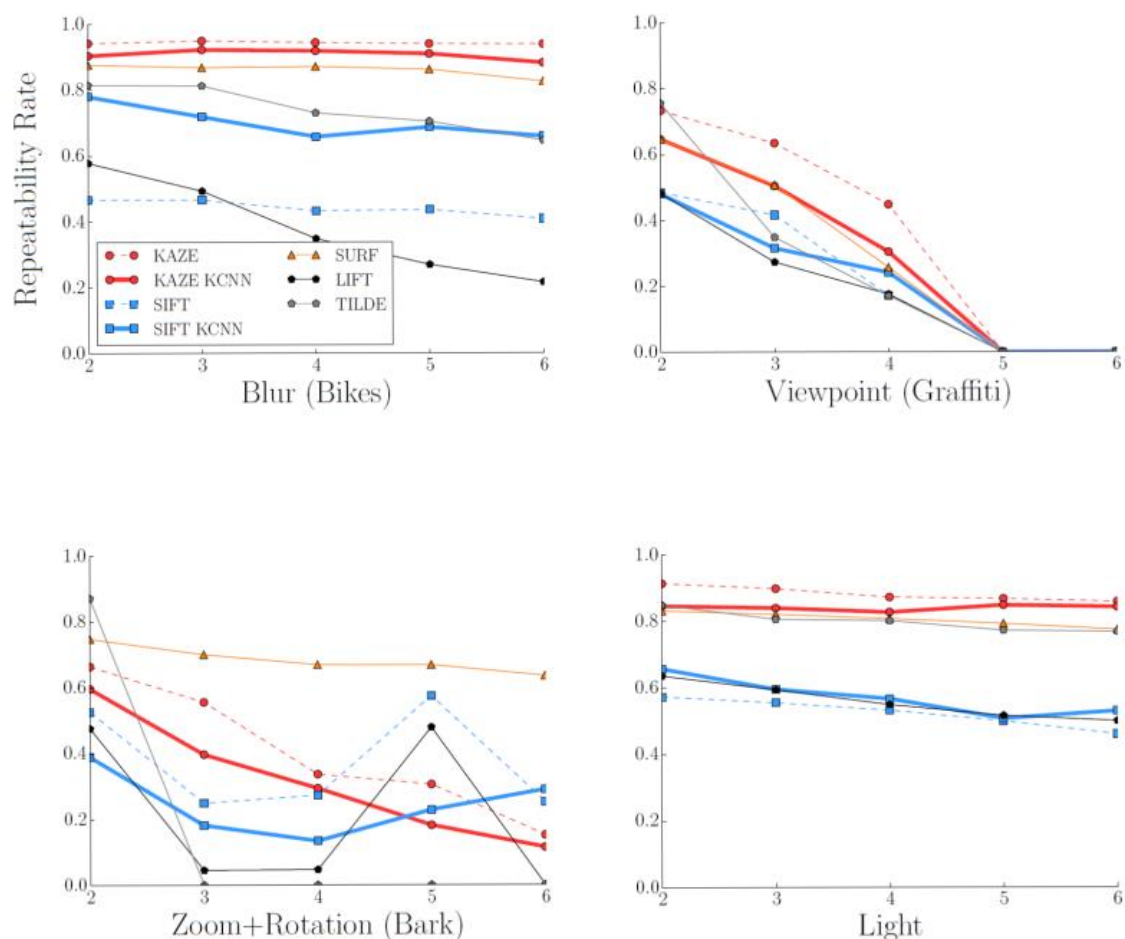 1.0
0.8
0.6
0.4
0.2
0.0
Repeatability Rate
KAZE
KAZE KCNN
SIFT
SIFT KCNN
SURF
LIFT
TILDE
2 3 4 5 6
Blur (Bikes)
1.0
0.8
0.6
0.4
0.2
0.0
2 3 4 5 6
Viewpoint (Graffiti)
1.0
0.8
0.6
0.4
0.2
0.0
2 3 4 5 6
Zoom+Rotation (Bark)
1.0
0.8
0.6
0.4
0.2
0.0
2 3 4 5 6
Light